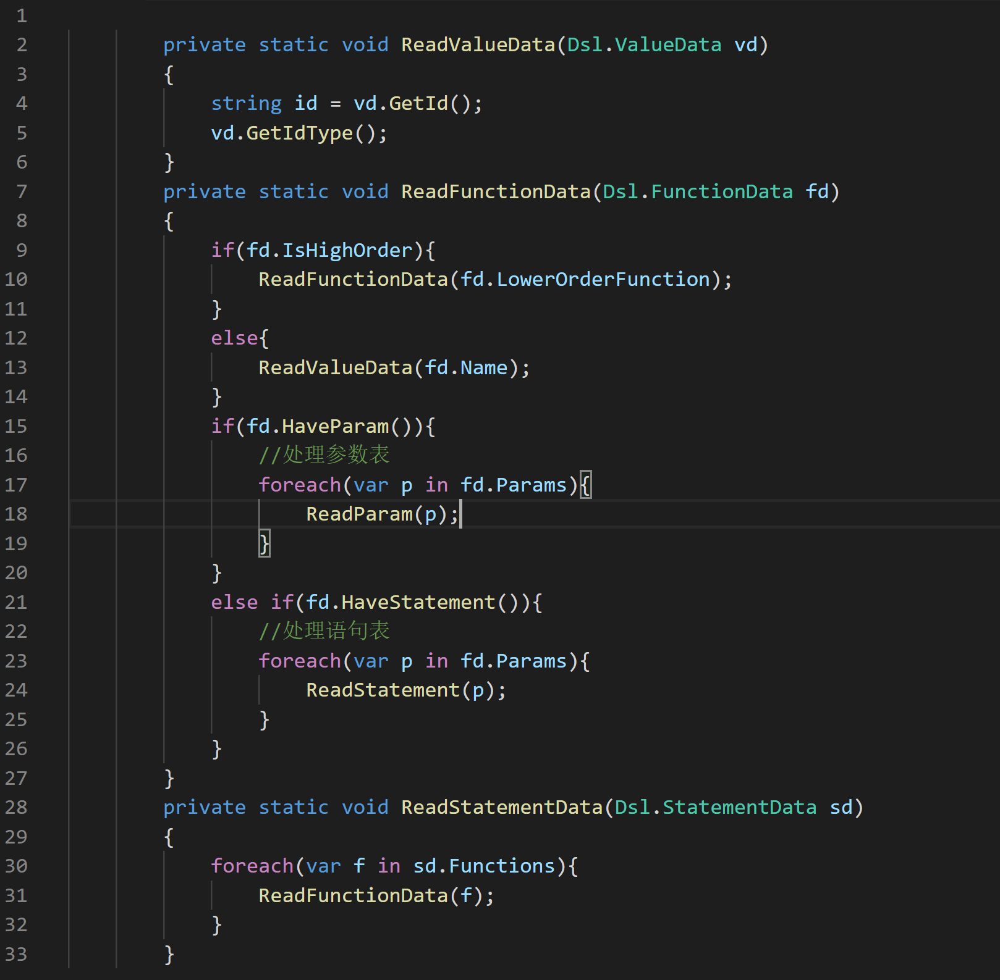 1
2 private static void ReadValueData(Dsl.ValueData vd)
3 {
4 string id = vd.GetId();
5 vd.GetIdType();
6 }
7 private static void ReadFunctionData(Dsl.FunctionData fd)
8 {
9 if(fd.IsHighOrder){
10 ReadFunctionData(fd.LowerOrderFunction);
11 }
12 else{
13 ReadValueData(fd.Name);
14 }
15 if(fd.HaveParam()){
16 //处理参数表
17 foreach(var p in fd.Params){
18 ReadParam(p);
19 }
20 }
21 else if(fd.HaveStatement()){
22 //处理语句表
23 foreach(var p in fd.Params){
24 ReadStatement(p);
25 }
26 }
27 }
28 private static void ReadStatementData(Dsl.StatementData sd)
29 {
30 foreach(var f in sd.Functions){
31 ReadFunctionData(f);
32 }
33 }